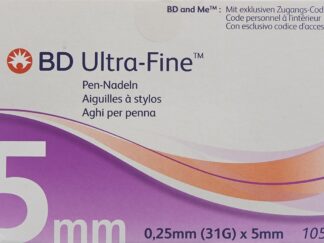 BD and Me™ : Mit exklusiven Zugangs-Cod
Code personnel à l'intérieur
Con esclusivo codice d'acces
BD Ultra-Fine™
Pen-Nadeln
Aiguilles à stylos
Aghi per penna
5mm
0,25mm (31G) x 5mm 105